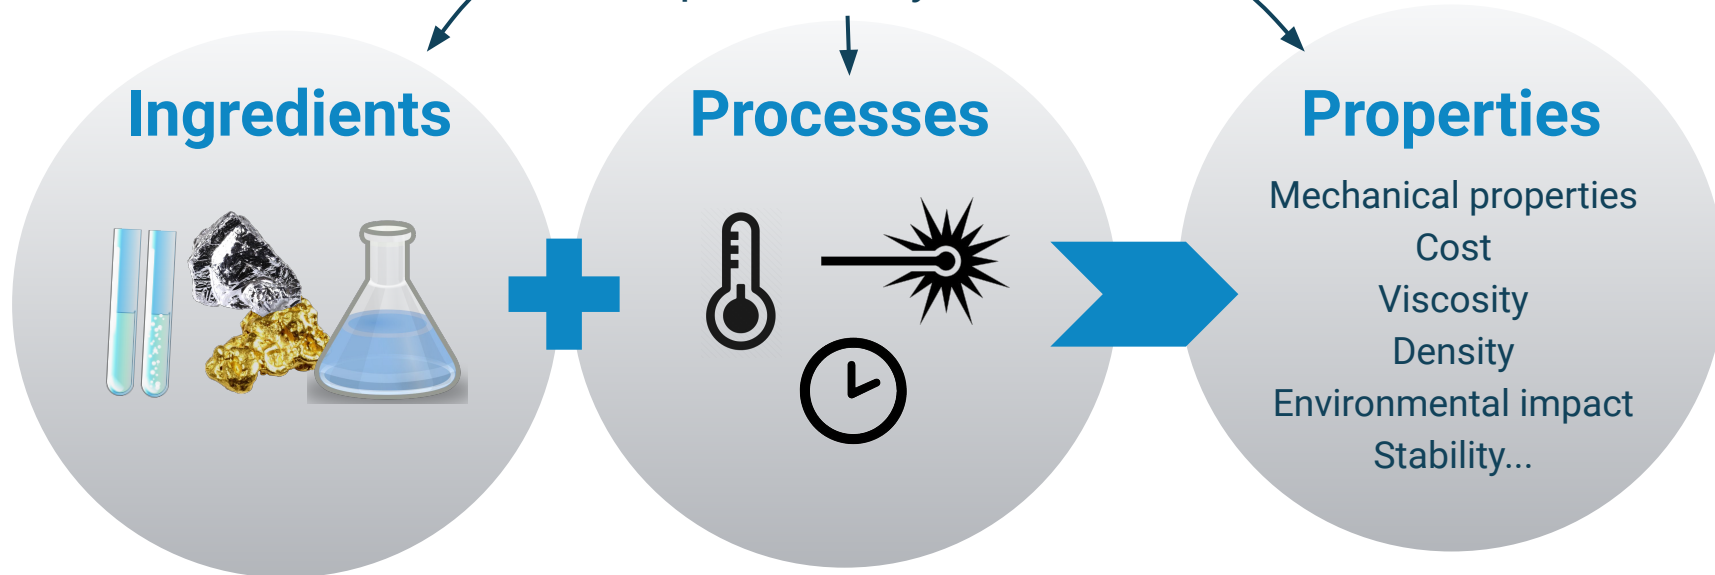 Ingredients
Processes
Properties
Mechanical properties
Cost
Viscosity
Density
Environmental impact
Stability...